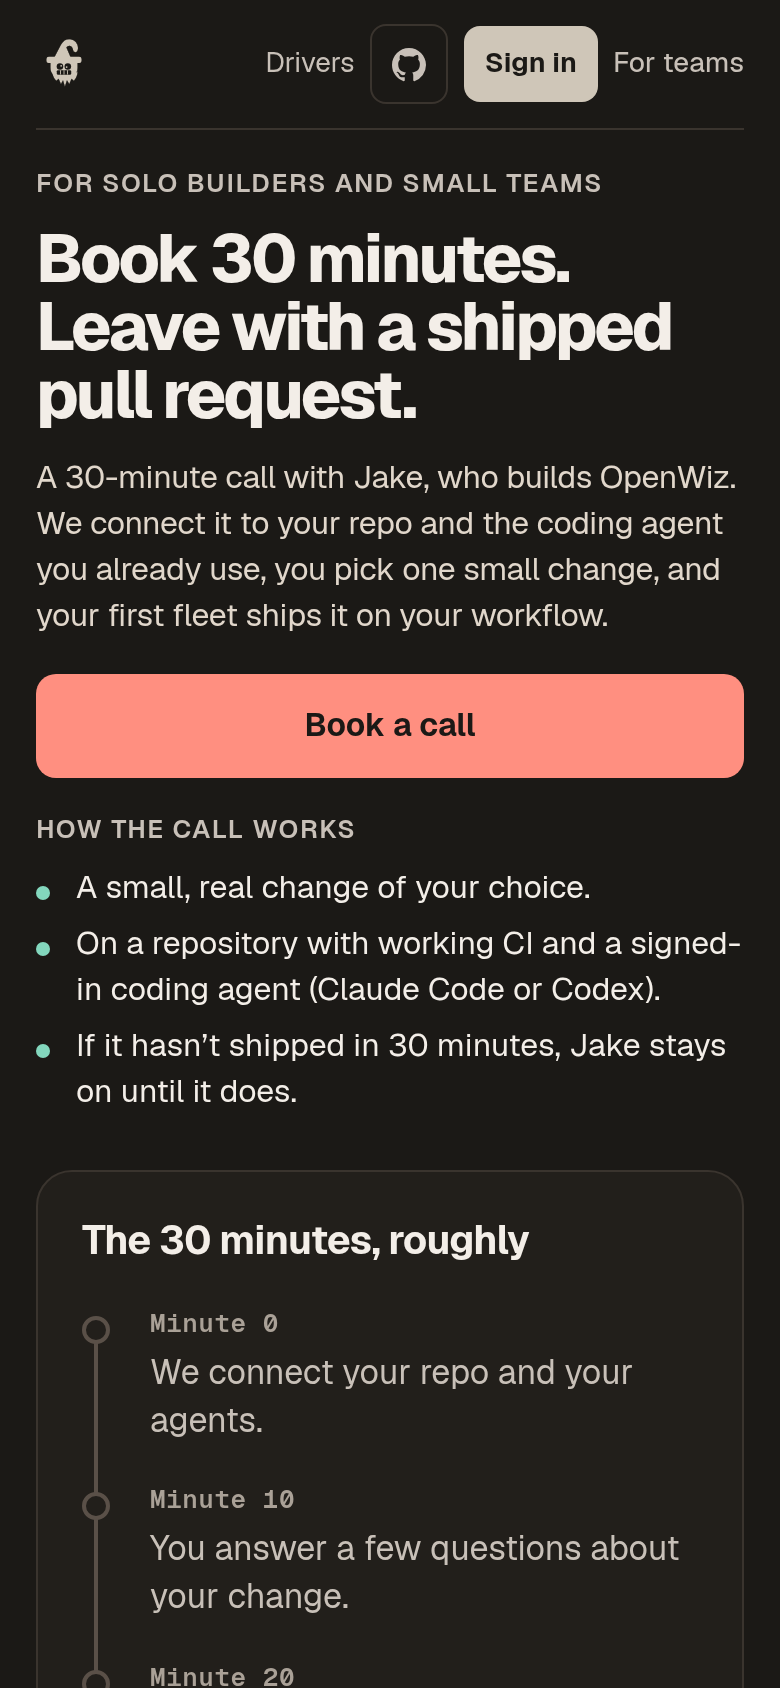 Drivers
Sign in
For teams
FOR SOLO BUILDERS AND SMALL TEAMS
Book 30 minutes.
Leave with a shipped
pull request.
A 30-minute call with Jake, who builds OpenWiz.
We connect it to your repo and the coding agent
you already use, you pick one small change, and
your first fleet ships it on your workflow.
Book a call
HOW THE CALL WORKS
A small, real change of your choice.
On a repository with working CI and a signed-
in coding agent (Claude Code or Codex).
If it hasn’t shipped in 30 minutes, Jake stays
on until it does.
The 30 minutes, roughly
Minute 0
We connect your repo and your
agents.
Minute 10
You answer a few questions about
your change.
Minute 20